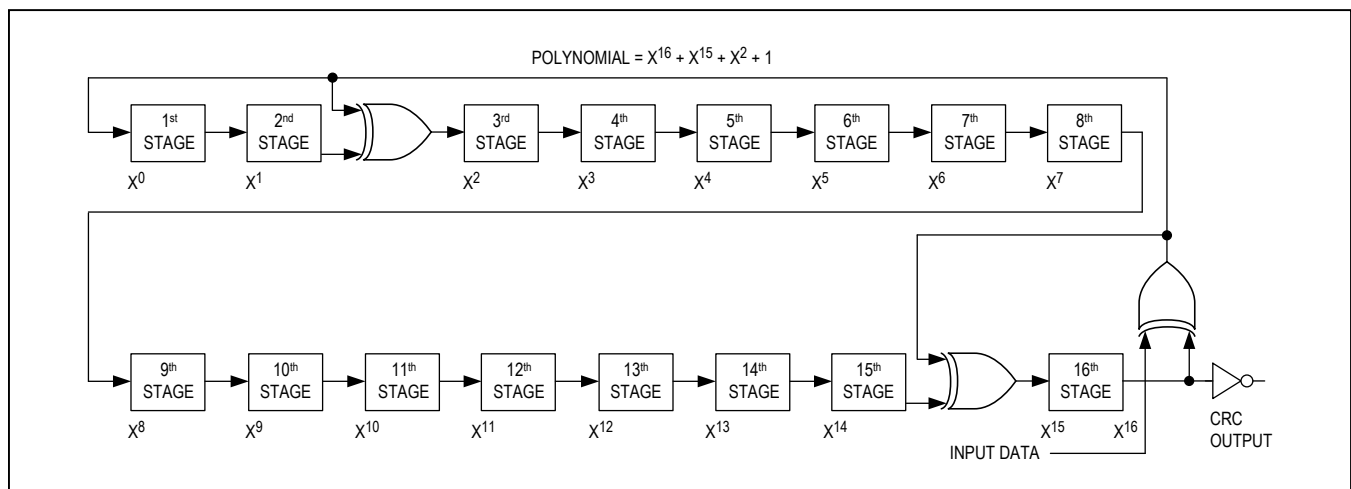 POLYNOMIAL = X16 + X15 + X2 + 1
1st STAGE
2nd STAGE
3rd STAGE
4th STAGE
5th STAGE
6th STAGE
7th STAGE
8th STAGE
X0
X1
X2
X3
X4
X5
X6
X7
9th STAGE
10th STAGE
11th STAGE
12th STAGE
13th STAGE
14th STAGE
15th STAGE
16th STAGE
X8
X9
X10
X11
X12
X13
X14
X15
X16
CRC
OUTPUT
INPUT DATA